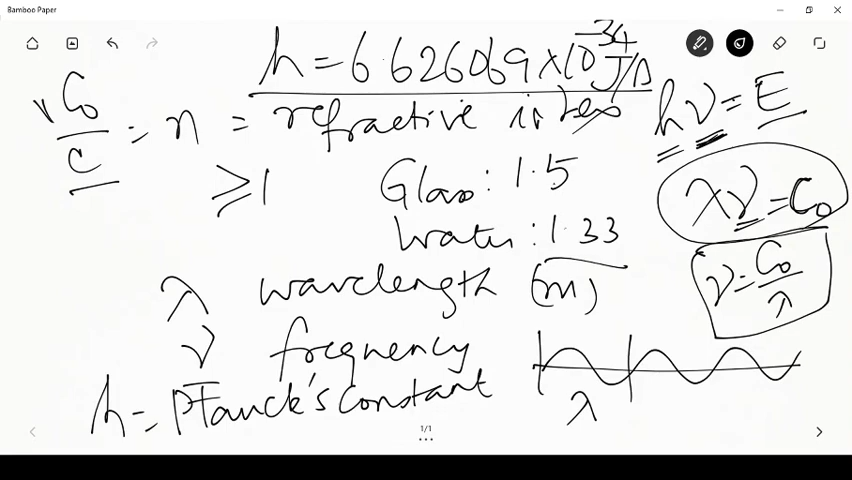 Bamboo Paper
h = 6.626069 × 10^-34 J/s
C₀/C = n = refractive index
≥ 1 Glass : 1.5
Water : 1.33
hν = E
λν = C₀
ν = C₀/λ
λ wavelength (m)
ν frequency
λ
h = Planck's constant
1/1